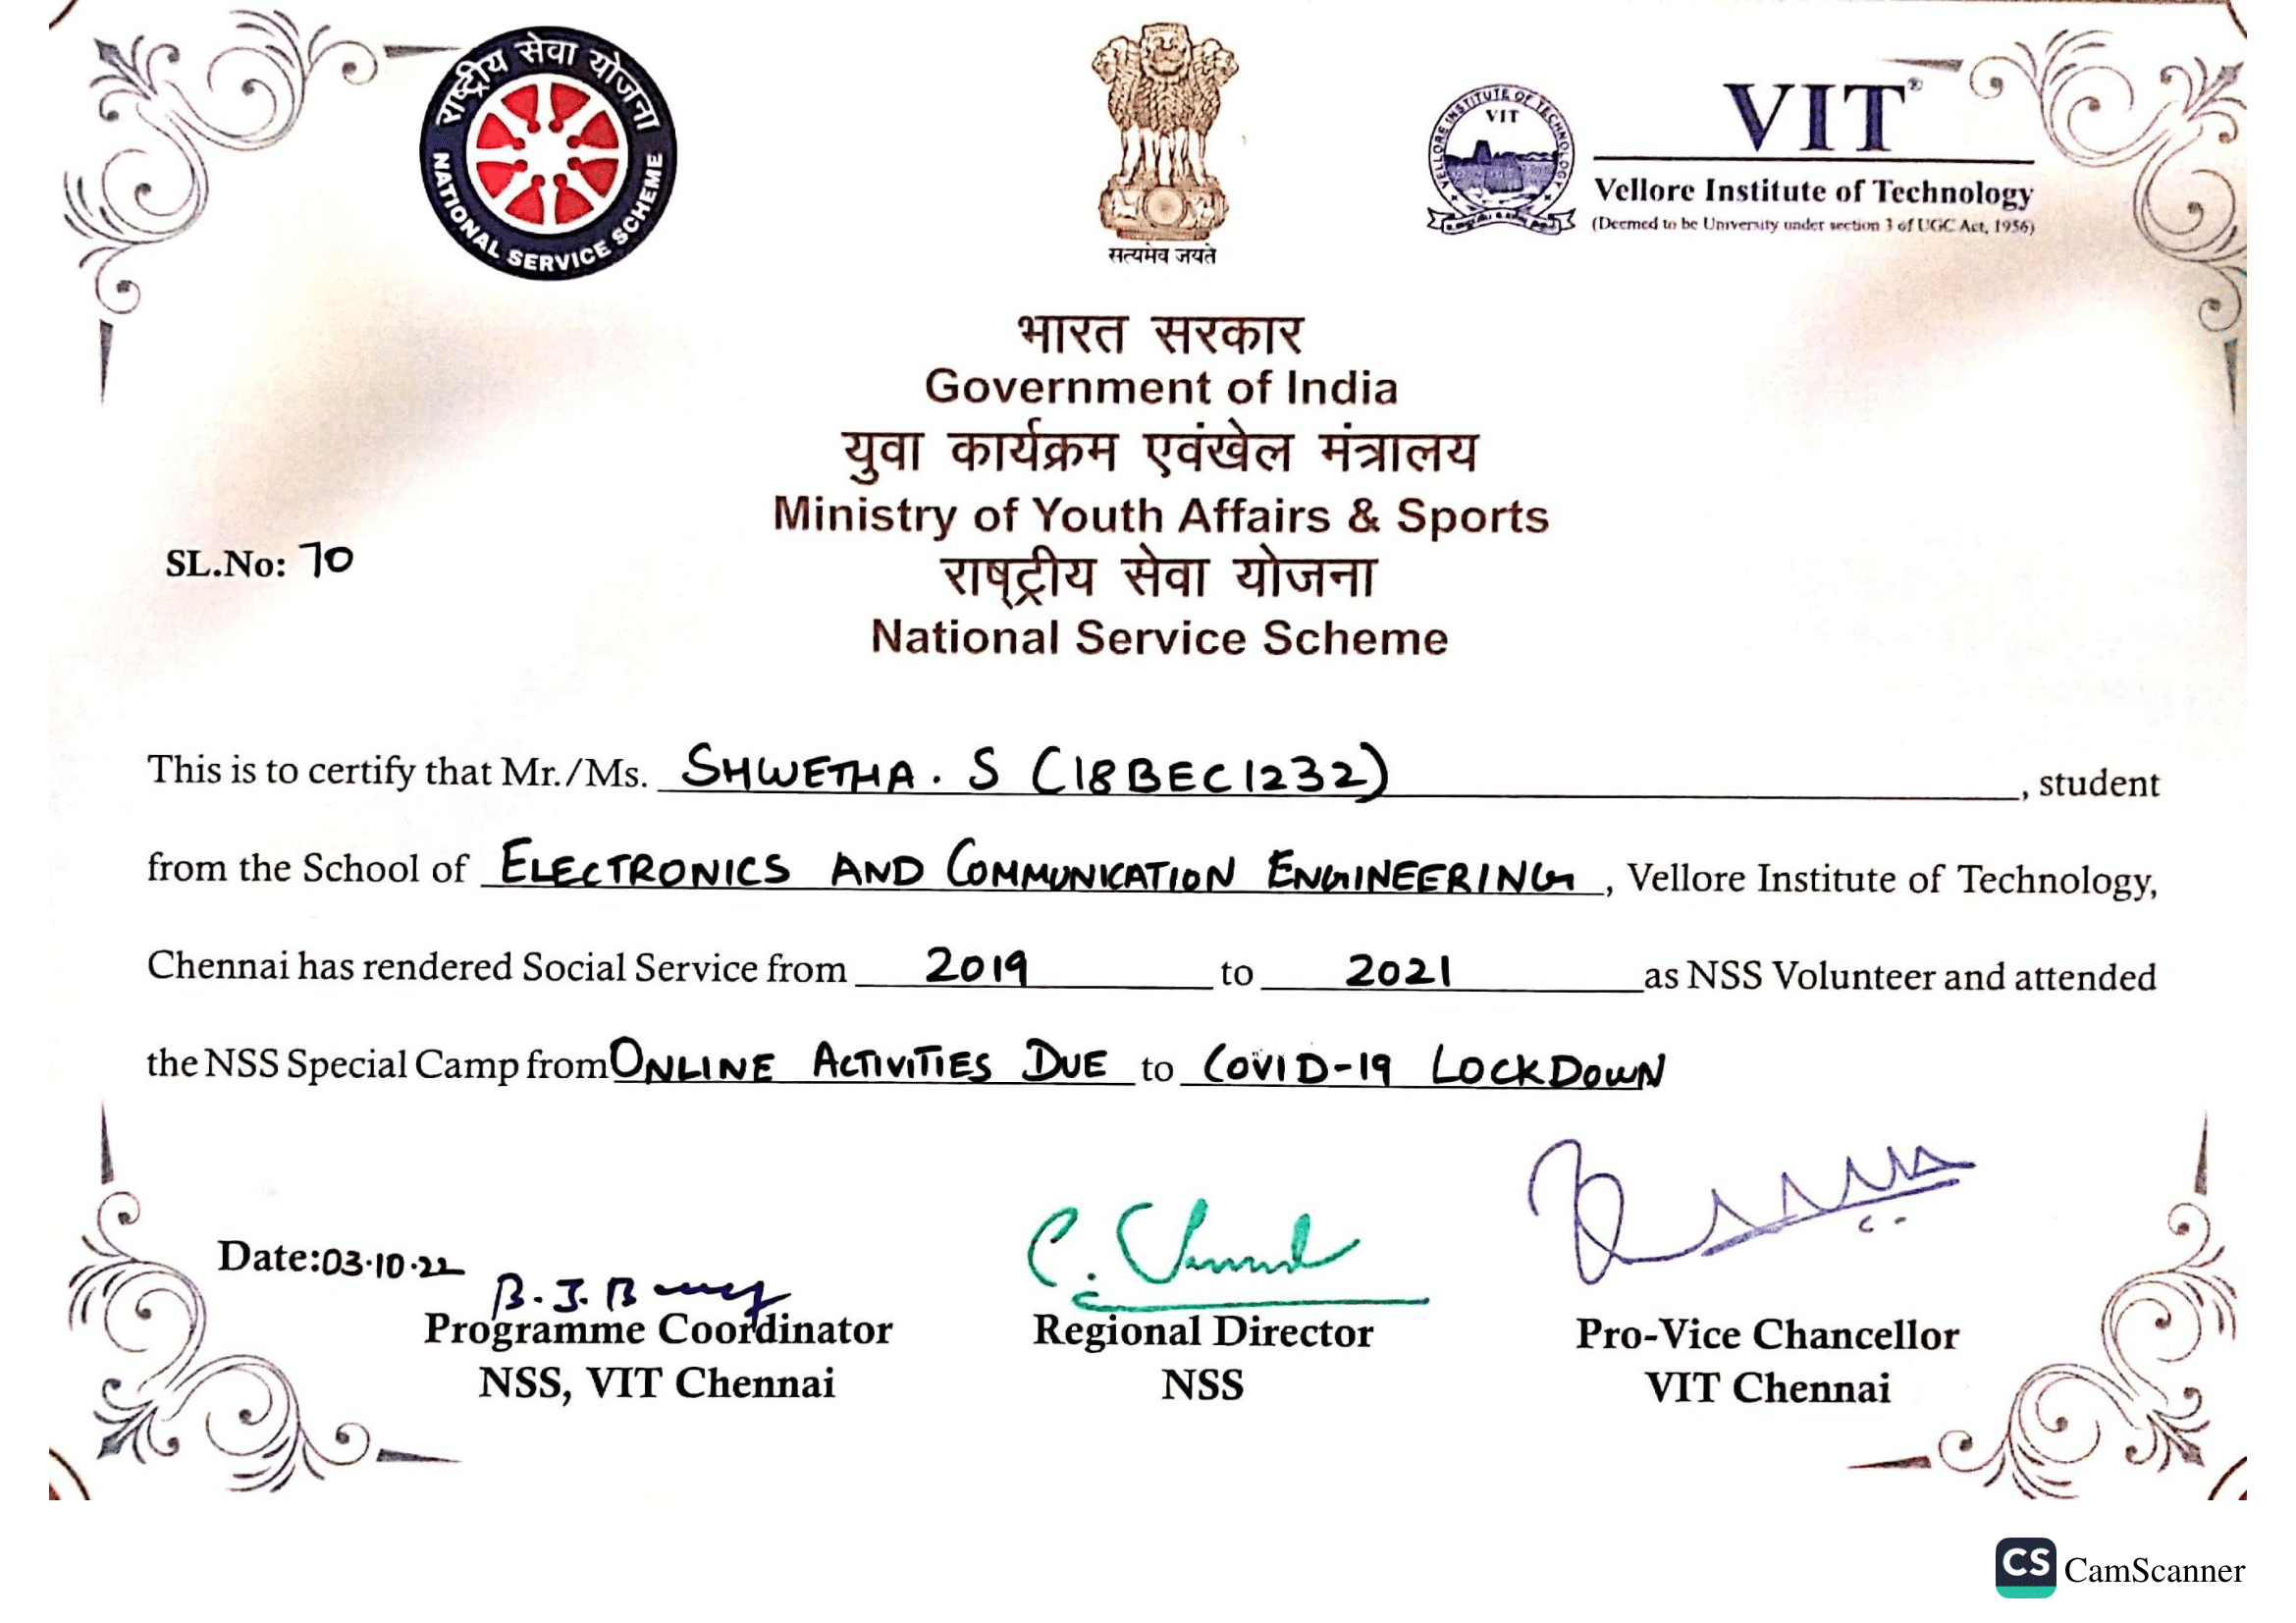 राष्ट्रीय सेवा योजना
NATIONAL SERVICE SCHEME
सत्यमेव जयते
VELLORE INSTITUTE OF TECHNOLOGY
VIT
VIT®
Vellore Institute of Technology
(Deemed to be University under section 3 of UGC Act, 1956)
भारत सरकार
Government of India
युवा कार्यक्रम एवंखेल मंत्रालय
Ministry of Youth Affairs & Sports
राष्ट्रीय सेवा योजना
National Service Scheme
SL.No: 70
This is to certify that Mr./Ms. SHWETHA. S (18BEC1232), student
from the School of ELECTRONICS AND COMMUNICATION ENGINEERING, Vellore Institute of Technology,
Chennai has rendered Social Service from 2019 to 2021 as NSS Volunteer and attended
the NSS Special Camp from ONLINE ACTIVITIES DUE to COVID-19 LOCKDOWN
Date:03.10.22
Programme Coordinator
NSS, VIT Chennai
Regional Director
NSS
Pro-Vice Chancellor
VIT Chennai
CS CamScanner